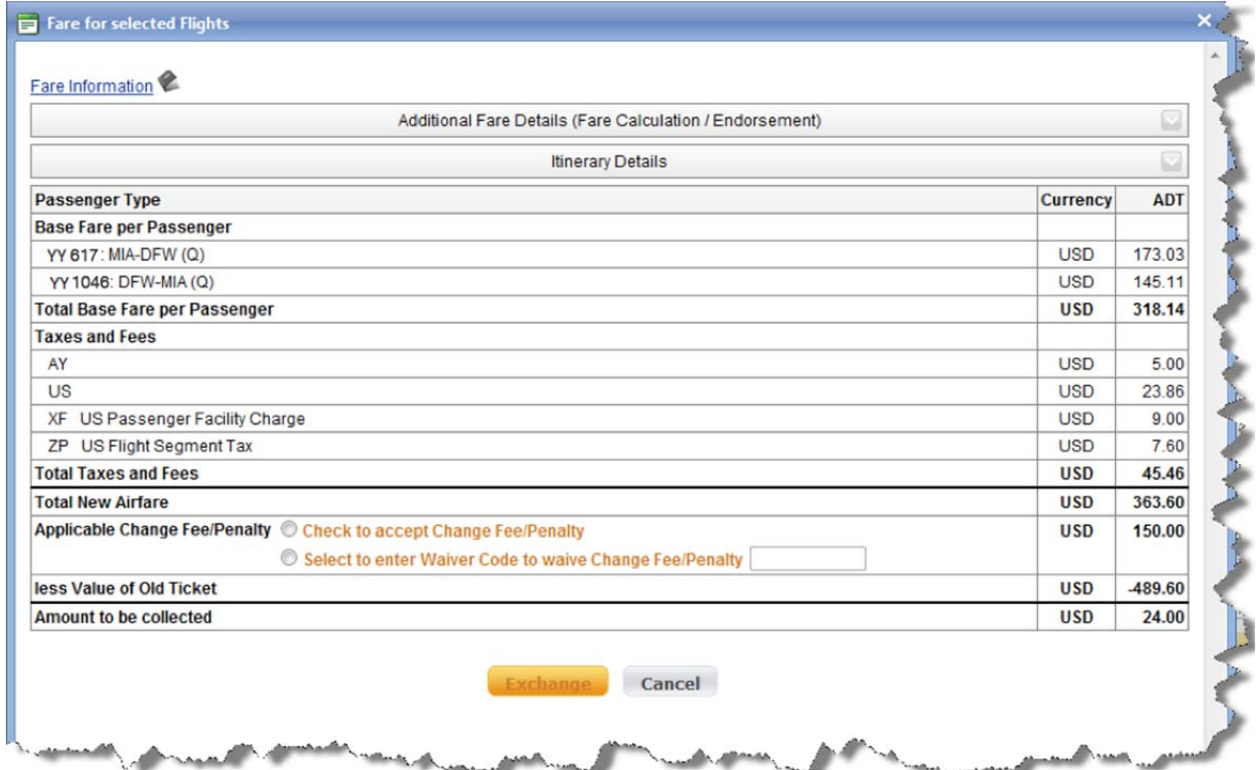 Fare for selected Flights
Fare Information
Additional Fare Details (Fare Calculation / Endorsement)
Itinerary Details
Passenger Type Currency ADT
Base Fare per Passenger
YY 617: MIA-DFW (Q) USD 173.03
YY 1046: DFW-MIA (Q) USD 145.11
Total Base Fare per Passenger USD 318.14
Taxes and Fees
AY USD 5.00
US USD 23.86
XF US Passenger Facility Charge USD 9.00
ZP US Flight Segment Tax USD 7.60
Total Taxes and Fees USD 45.46
Total New Airfare USD 363.60
Applicable Change Fee/Penalty Check to accept Change Fee/Penalty USD 150.00
Select to enter Waiver Code to waive Change Fee/Penalty
less Value of Old Ticket USD -489.60
Amount to be collected USD 24.00
Exchange Cancel